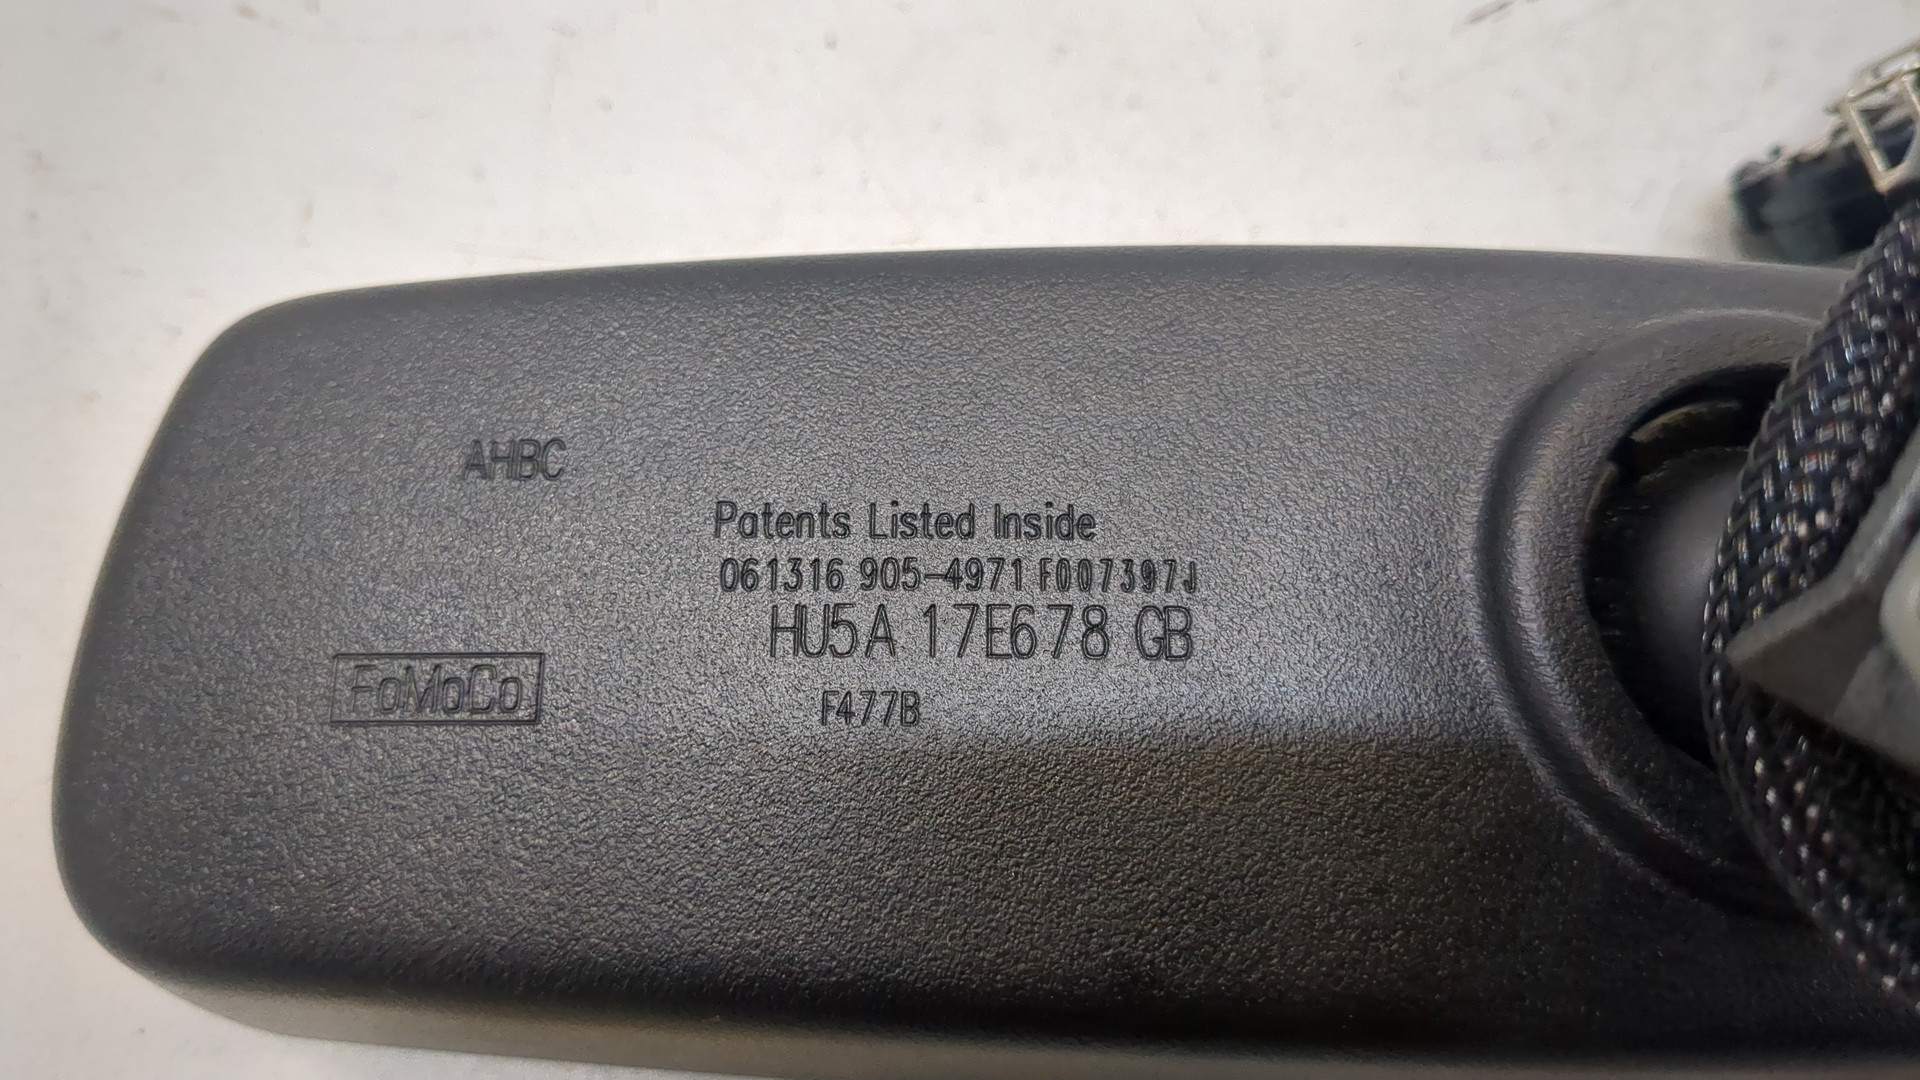 AHBC
Patents Listed Inside
061316 905-4971 F007397J
HU5A 17E678 GB
FoMoCo
F477B